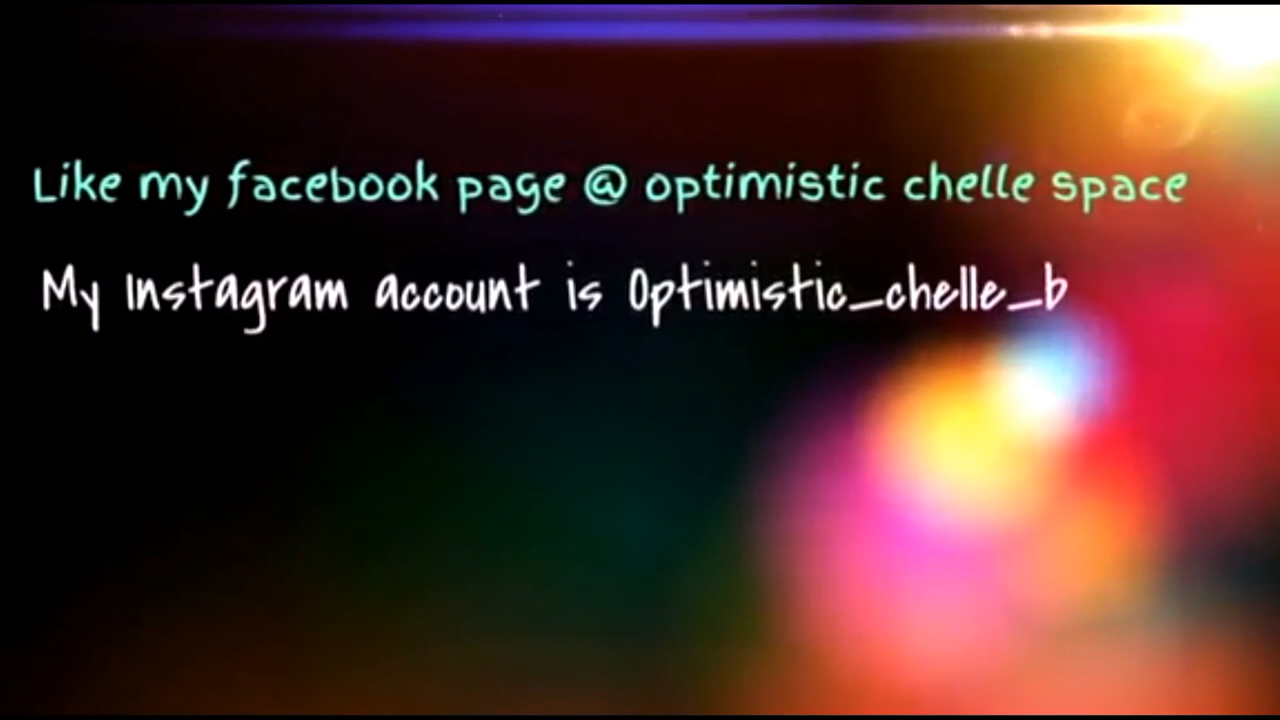 Like my facebook page @ optimistic chelle space
My Instagram account is Optimistic_chelle_b